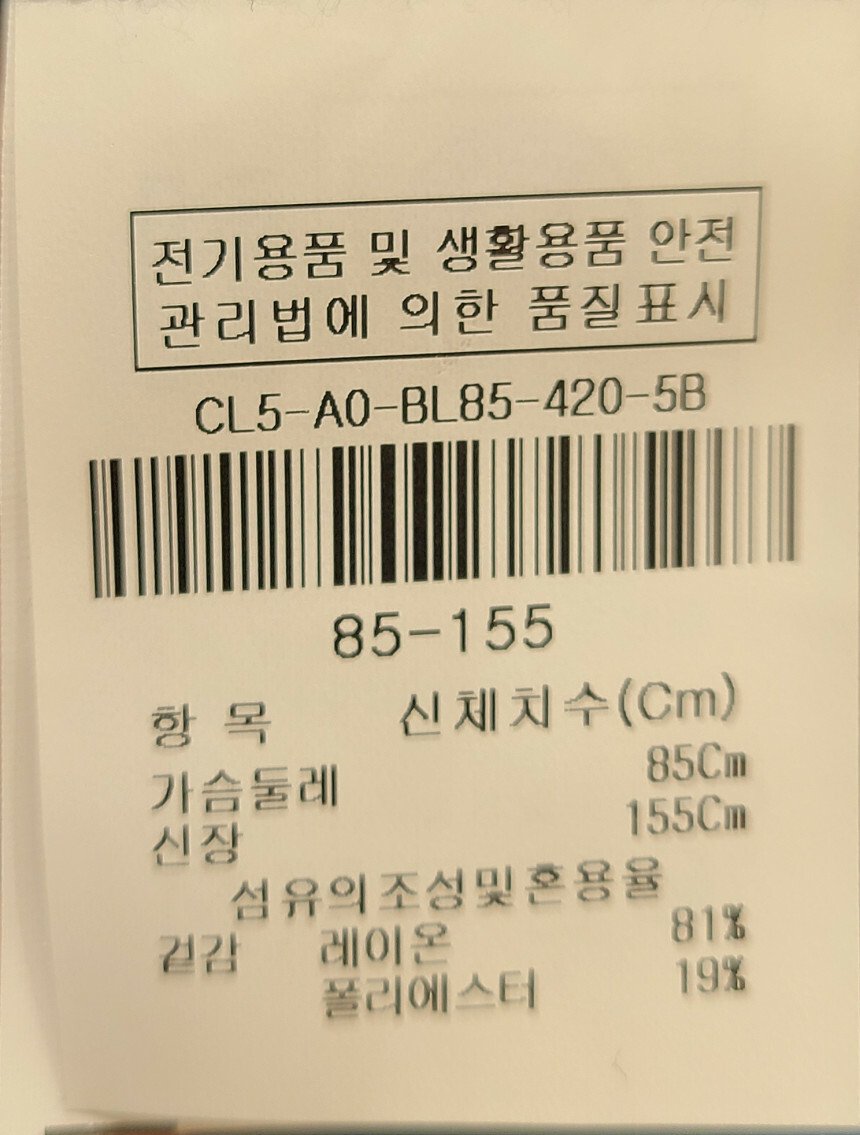 전기용품 및 생활용품 안전
관리법에 의한 품질표시
CL5-A0-BL85-420-5B
85-155
항 목 신체치수(Cm)
가슴둘레 85Cm
신장 155Cm
섬유의조성및혼용율
겉감 레이온 81%
폴리에스터 19%